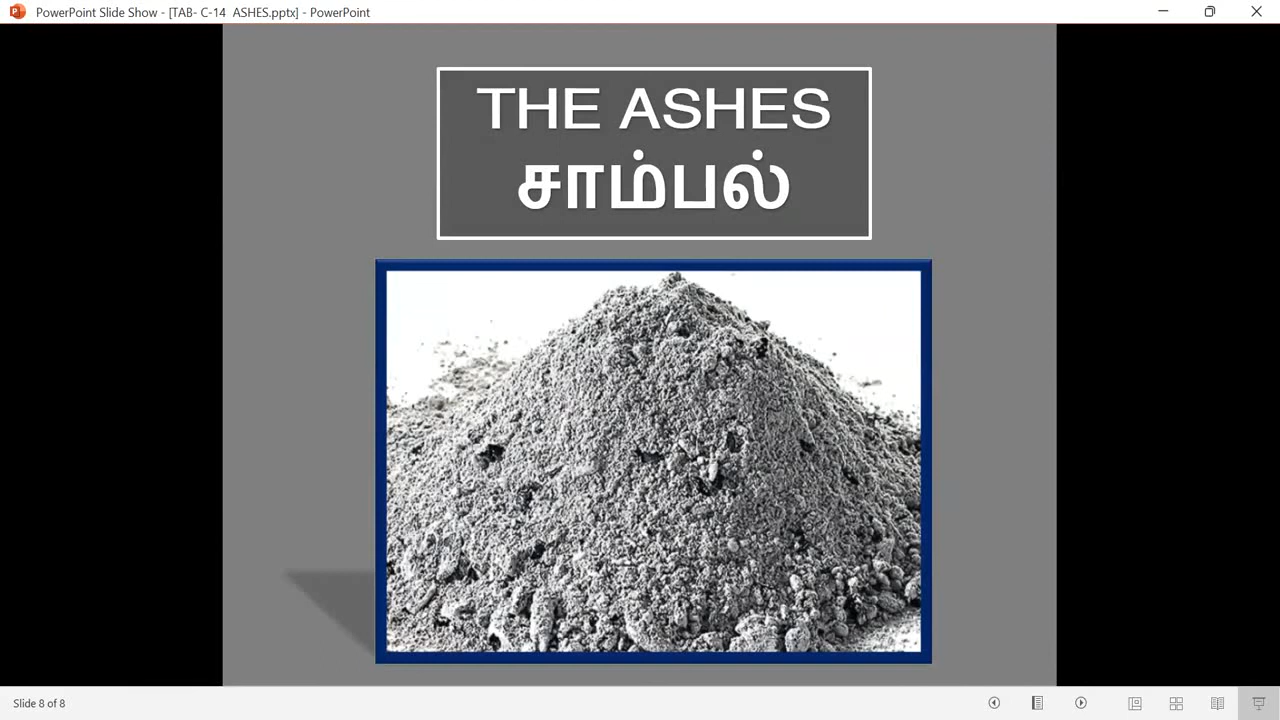 PowerPoint Slide Show - [TAB- C-14  ASHES.pptx] - PowerPoint
THE ASHES
சாம்பல்
Slide 8 of 8